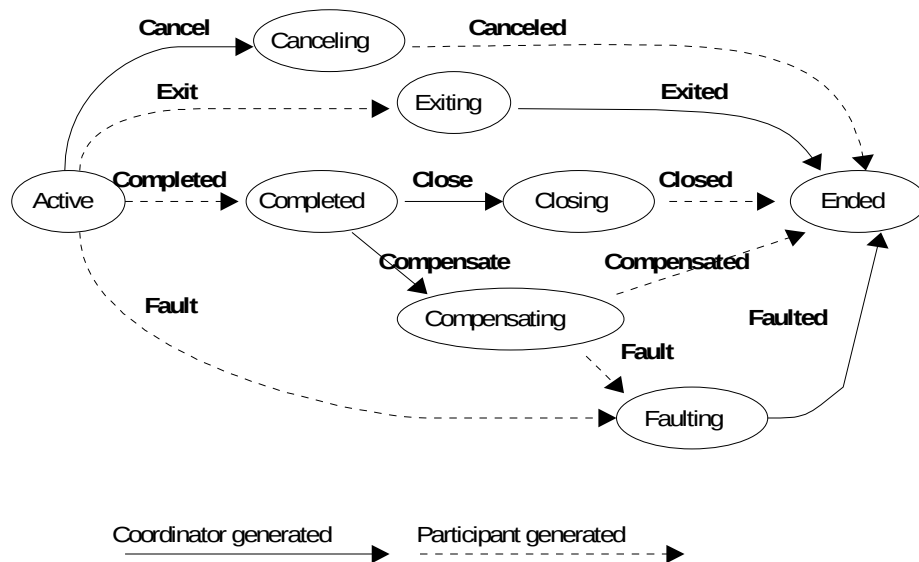 Cancel
Canceling
Canceled
Exit
Exiting
Exited
Active
Completed
Completed
Close
Closing
Closed
Ended
Compensate
Compensating
Compensated
Fault
Fault
Faulting
Faulted
Coordinator generated
Participant generated